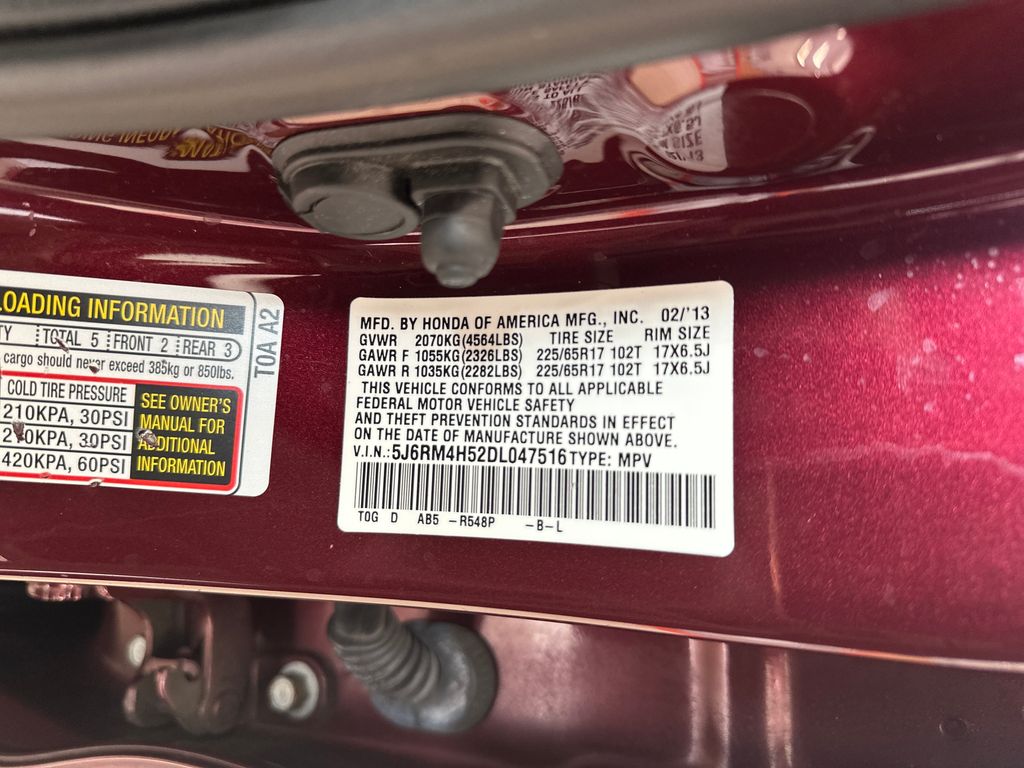 LOADING INFORMATION
TOTAL 5 FRONT 2 REAR 3
cargo should never exceed 385kg or 850lbs.
COLD TIRE PRESSURE
210KPA, 30PSI
210KPA, 30PSI
420KPA, 60PSI
SEE OWNER'S
MANUAL FOR
ADDITIONAL
INFORMATION
TOA A2
MFD. BY HONDA OF AMERICA MFG., INC. 02/'13
GVWR 2070KG(4564LBS) TIRE SIZE RIM SIZE
GAWR F 1055KG(2326LBS) 225/65R17 102T 17X6.5J
GAWR R 1035KG(2282LBS) 225/65R17 102T 17X6.5J
THIS VEHICLE CONFORMS TO ALL APPLICABLE
FEDERAL MOTOR VEHICLE SAFETY
AND THEFT PREVENTION STANDARDS IN EFFECT
ON THE DATE OF MANUFACTURE SHOWN ABOVE.
V.I.N.: 5J6RM4H52DL047516 TYPE: MPV
TOG D AB5 -R548P -B-L